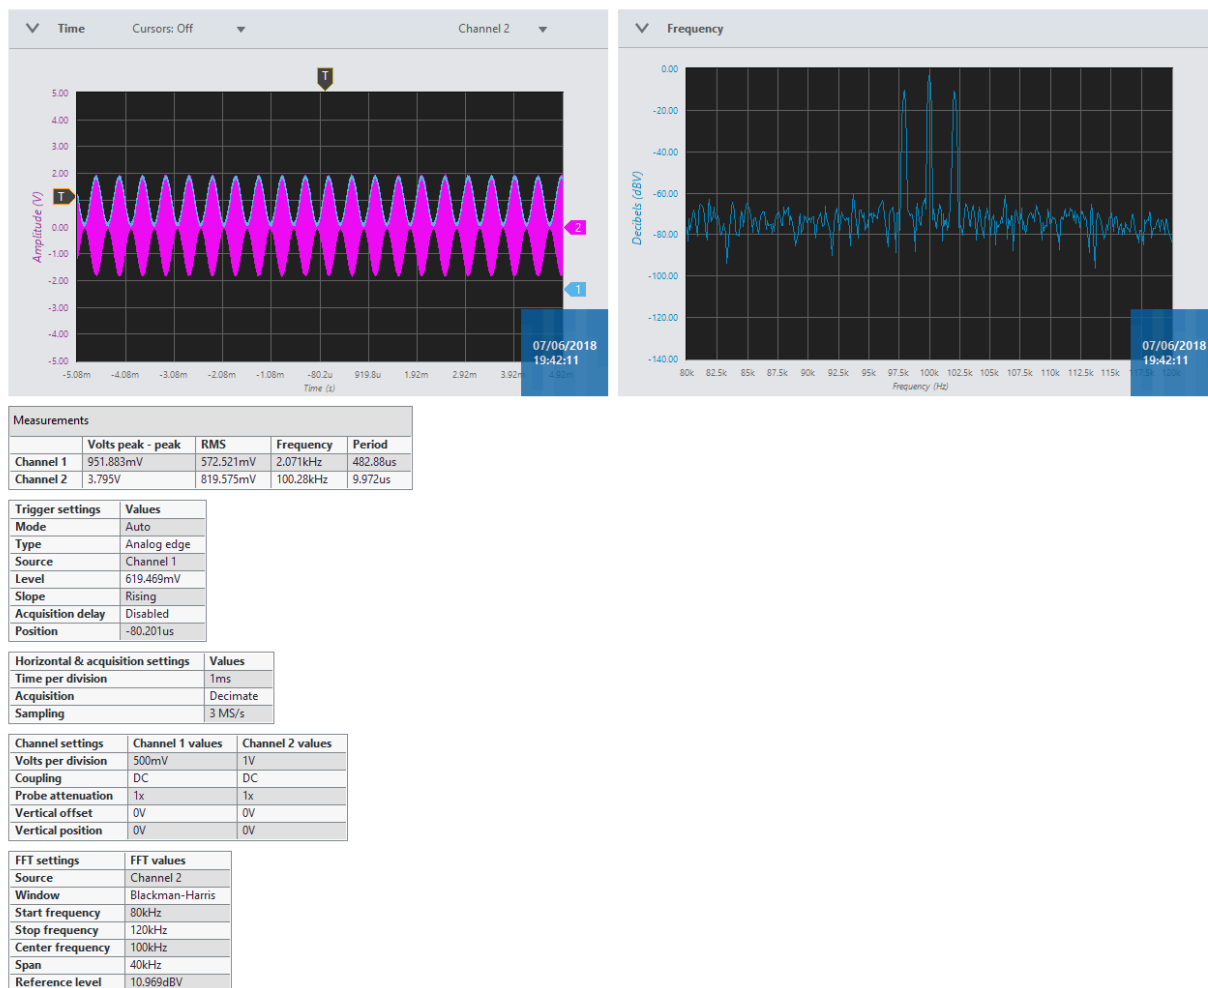 Time Cursors: Off Channel 2
T
5.00
4.00
3.00
2.00
T
1.00
0.00
-1.00
-2.00
-3.00
-4.00
-5.00
Amplitude (V)
2
1
-5.08m -4.08m -3.08m -2.08m -1.08m -80.2u 919.8u 1.92m 2.92m 3.92m 4.92m
Time (s)
07/06/2018
19:42:11
Frequency
0.00
-20.00
-40.00
-60.00
-80.00
-100.00
-120.00
-140.00
Decibels (dBV)
80k 82.5k 85k 87.5k 90k 92.5k 95k 97.5k 100k 102.5k 105k 107.5k 110k 112.5k 115k 117.5k 120k
Frequency (Hz)
07/06/2018
19:42:11
Measurements
Volts peak - peak RMS Frequency Period
Channel 1 951.883mV 572.521mV 2.071kHz 482.88us
Channel 2 3.795V 819.575mV 100.28kHz 9.972us
Trigger settings Values
Mode Auto
Type Analog edge
Source Channel 1
Level 619.469mV
Slope Rising
Acquisition delay Disabled
Position -80.201us
Horizontal & acquisition settings Values
Time per division 1ms
Acquisition Decimate
Sampling 3 MS/s
Channel settings Channel 1 values Channel 2 values
Volts per division 500mV 1V
Coupling DC DC
Probe attenuation 1x 1x
Vertical offset 0V 0V
Vertical position 0V 0V
FFT settings FFT values
Source Channel 2
Window Blackman-Harris
Start frequency 80kHz
Stop frequency 120kHz
Center frequency 100kHz
Span 40kHz
Reference level 10.969dBV